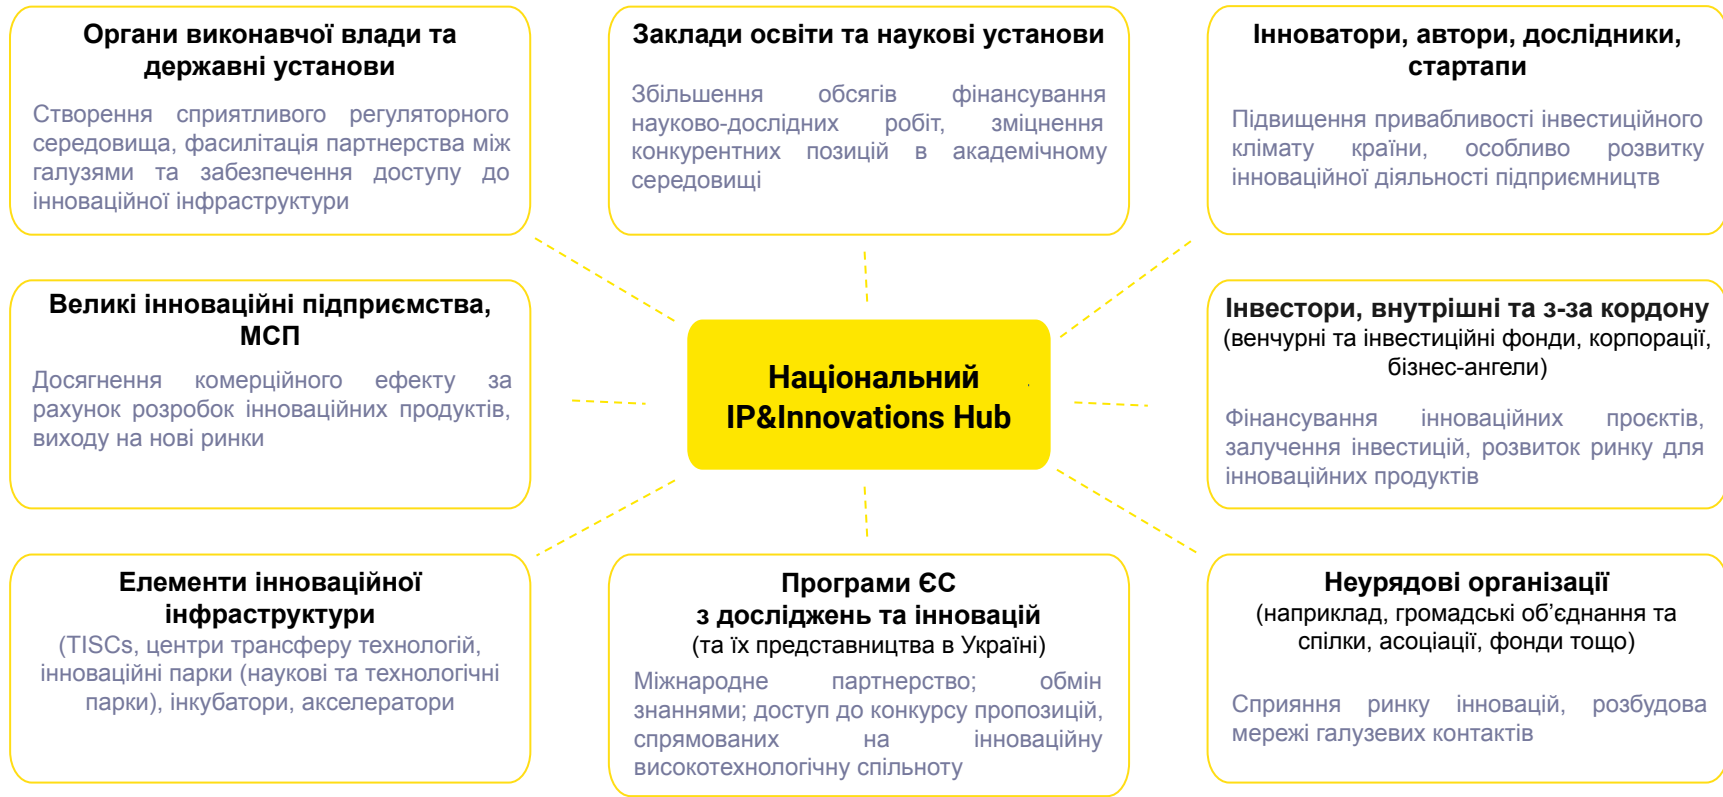 Органи виконавчої влади та
державні установи
Створення сприятливого регуляторного
середовища, фасилітація партнерства між
галузями та забезпечення доступу до
інноваційної інфраструктури
Заклади освіти та наукові установи
Збільшення обсягів фінансування
науково-дослідних робіт, зміцнення
конкурентних позицій в академічному
середовищі
Інноватори, автори, дослідники,
стартапи
Підвищення привабливості інвестиційного
клімату країни, особливо розвитку
інноваційної діяльності підприємництв
Великі інноваційні підприємства,
МСП
Досягнення комерційного ефекту за
рахунок розробок інноваційних продуктів,
виходу на нові ринки
Національний
IP&Innovations Hub
Інвестори, внутрішні та з-за кордону
(венчурні та інвестиційні фонди, корпорації,
бізнес-ангели)
Фінансування інноваційних проєктів,
залучення інвестицій, розвиток ринку для
інноваційних продуктів
Елементи інноваційної
інфраструктури
(TISCs, центри трансферу технологій,
інноваційні парки (наукові та технологічні
парки), інкубатори, акселератори
Програми ЄС
з досліджень та інновацій
(та їх представництва в Україні)
Міжнародне партнерство; обмін
знаннями; доступ до конкурсу пропозицій,
спрямованих на інноваційну
високотехнологічну спільноту
Неурядові організації
(наприклад, громадські об’єднання та
спілки, асоціації, фонди тощо)
Сприяння ринку інновацій, розбудова
мережі галузевих контактів